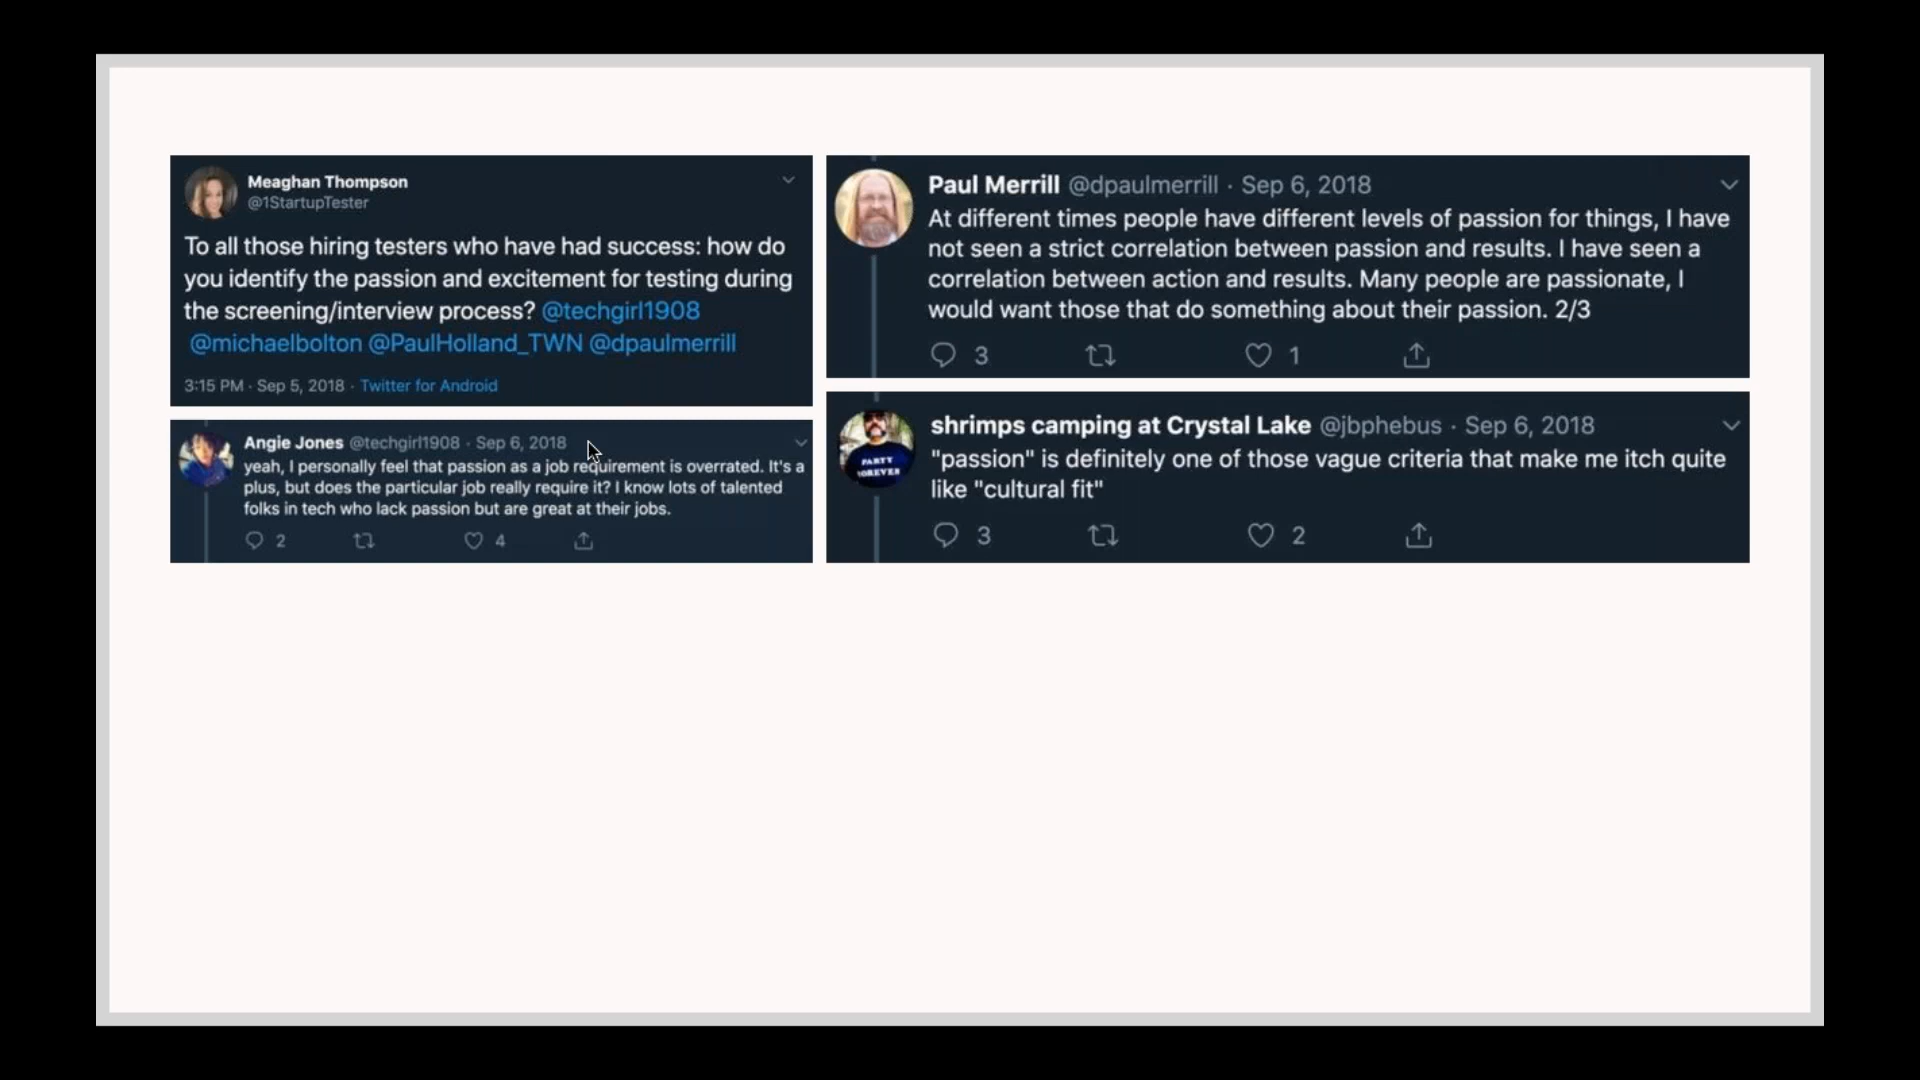 Meaghan Thompson
@1StartupTester
To all those hiring testers who have had success: how do
you identify the passion and excitement for testing during
the screening/interview process? @techgirl1908
@michaelbolton @PaulHolland_TWN @dpaulmerrill
3:15 PM · Sep 5, 2018 · Twitter for Android
Angie Jones @techgirl1908 · Sep 6, 2018
yeah, I personally feel that passion as a job requirement is overrated. It's a
plus, but does the particular job really require it? I know lots of talented
folks in tech who lack passion but are great at their jobs.
2 4
Paul Merrill @dpaulmerrill · Sep 6, 2018
At different times people have different levels of passion for things, I have
not seen a strict correlation between passion and results. I have seen a
correlation between action and results. Many people are passionate, I
would want those that do something about their passion. 2/3
3 1
shrimps camping at Crystal Lake @jbphebus · Sep 6, 2018
"passion" is definitely one of those vague criteria that make me itch quite
like "cultural fit"
PARTY
FOREVER
3 2